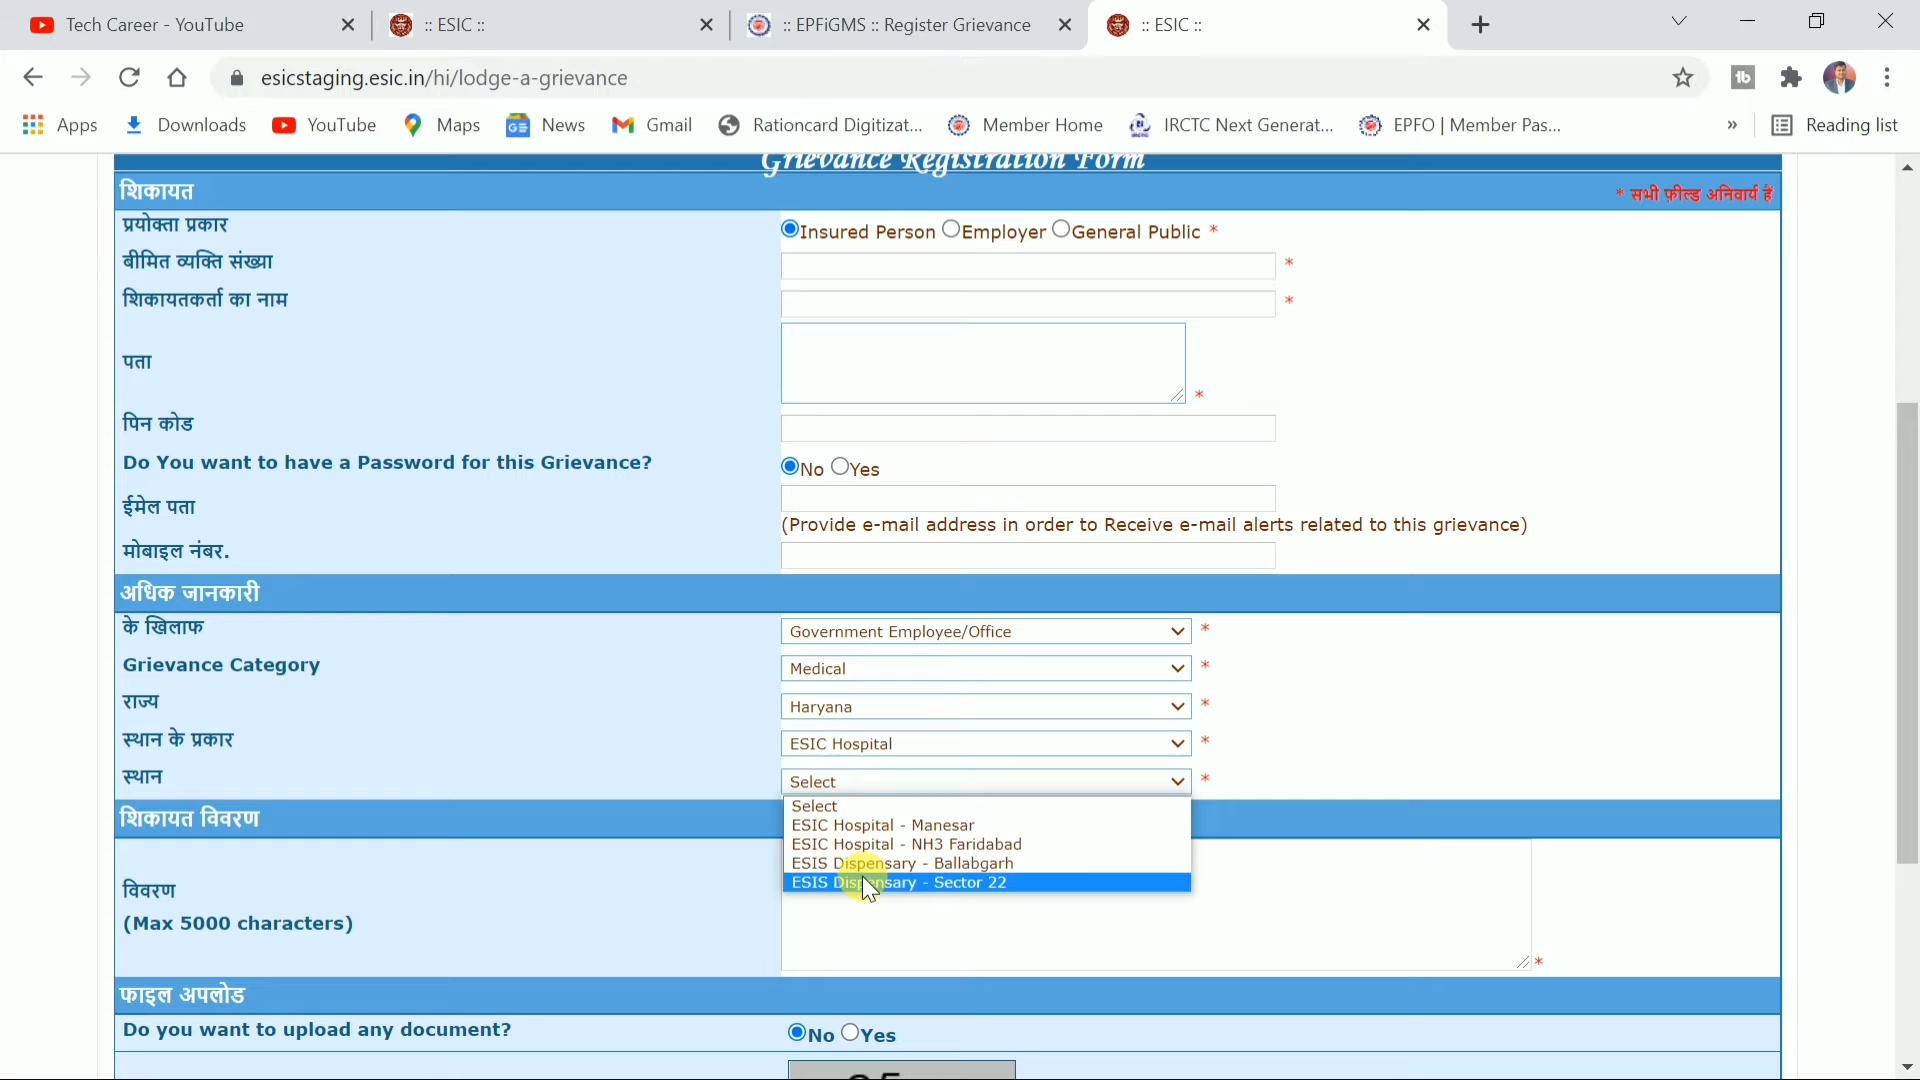 Tech Career - YouTube
:: ESIC ::
:: EPFiGMS :: Register Grievance
:: ESIC ::
esicstaging.esic.in/hi/lodge-a-grievance
Apps
Downloads
YouTube
Maps
News
Gmail
Rationcard Digitizat...
Member Home
IRCTC Next Generat...
EPFO | Member Pas...
»
Reading list
Grievance Registration Form
शिकायत
* सभी फ़ील्ड अनिवार्य हैं
प्रयोक्ता प्रकार
Insured Person Employer General Public *
बीमित व्यक्ति संख्या
*
शिकायतकर्ता का नाम
*
पता
*
पिन कोड
Do You want to have a Password for this Grievance?
No Yes
ईमेल पता
(Provide e-mail address in order to Receive e-mail alerts related to this grievance)
मोबाइल नंबर.
अधिक जानकारी
के खिलाफ
Government Employee/Office *
Grievance Category
Medical *
राज्य
Haryana *
स्थान के प्रकार
ESIC Hospital *
स्थान
Select *
Select
ESIC Hospital - Manesar
ESIC Hospital - NH3 Faridabad
ESIS Dispensary - Ballabgarh
ESIS Dispensary - Sector 22
शिकायत विवरण
विवरण
(Max 5000 characters)
*
फाइल अपलोड
Do you want to upload any document?
No Yes